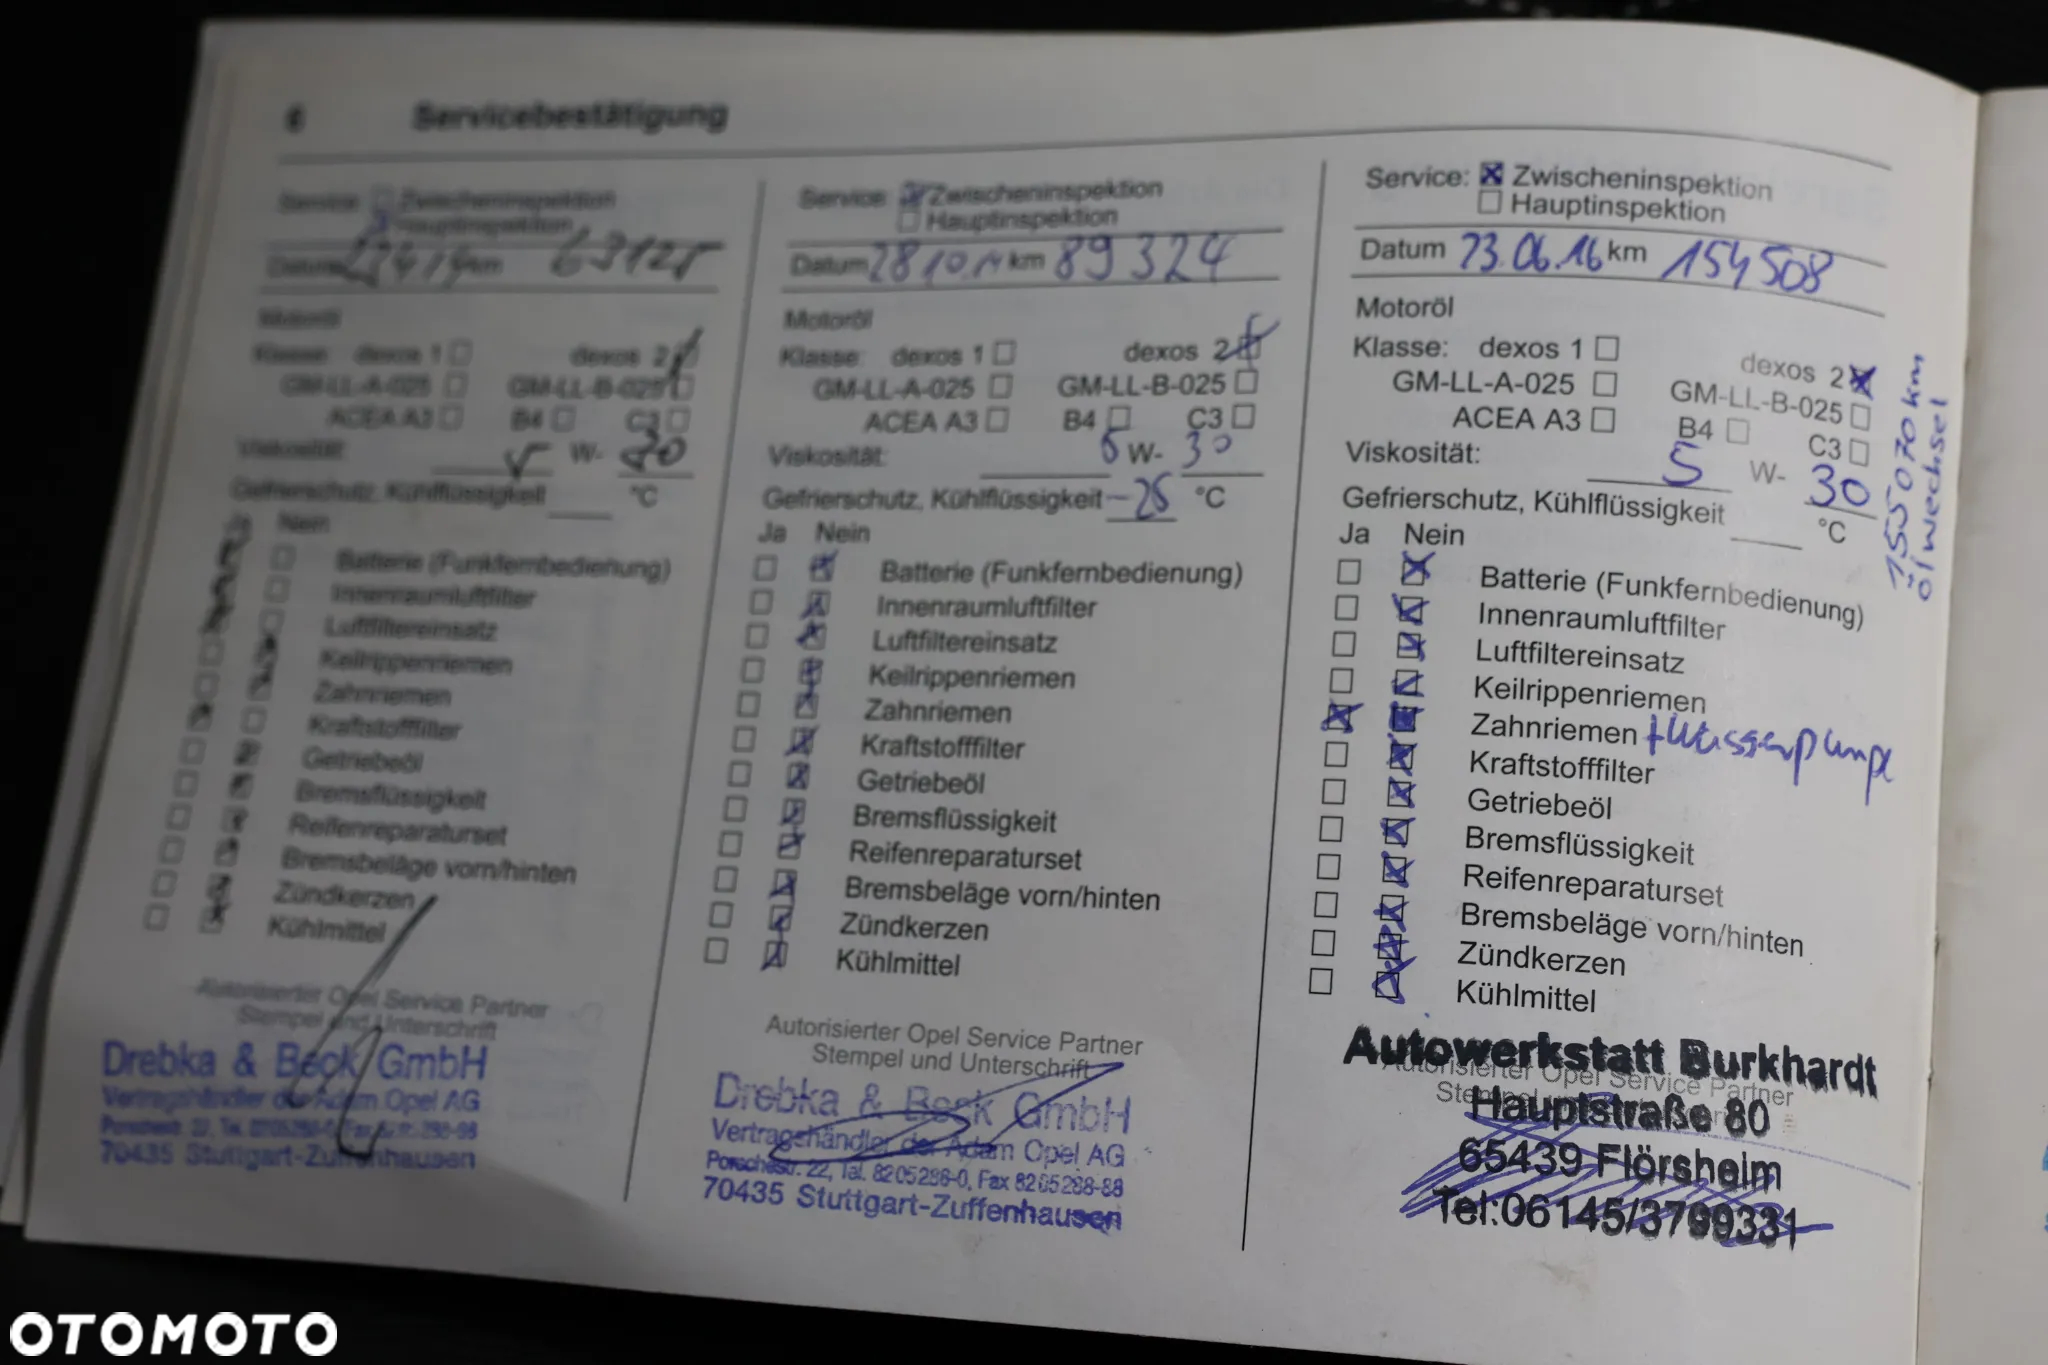 6 Servicebestätigung
Service: Zwischeninspektion
Hauptinspektion
Datum km 63125
Motoröl
Klasse: dexos 1 dexos 2
GM-LL-A-025 GM-LL-B-025
ACEA A3 B4 C3
Viskosität: 5 W- 30
Gefrierschutz, Kühlflüssigkeit °C
Ja Nein
Batterie (Funkfernbedienung)
Innenraumluftfilter
Luftfiltereinsatz
Keilrippenriemen
Zahnriemen
Kraftstofffilter
Getriebeöl
Bremsflüssigkeit
Reifenreparaturset
Bremsbeläge vorn/hinten
Zündkerzen
Kühlmittel
Autorisierter Opel Service Partner
Stempel und Unterschrift
Drebka & Beck GmbH
Vertragshändler der Adam Opel AG
70435 Stuttgart-Zuffenhausen
Service: Zwischeninspektion
Hauptinspektion
Datum 28 10 14 km 89324
Motoröl
Klasse: dexos 1 dexos 2
GM-LL-A-025 GM-LL-B-025
ACEA A3 B4 C3
Viskosität: 5 W- 30
Gefrierschutz, Kühlflüssigkeit -25 °C
Ja Nein
Batterie (Funkfernbedienung)
Innenraumluftfilter
Luftfiltereinsatz
Keilrippenriemen
Zahnriemen
Kraftstofffilter
Getriebeöl
Bremsflüssigkeit
Reifenreparaturset
Bremsbeläge vorn/hinten
Zündkerzen
Kühlmittel
Autorisierter Opel Service Partner
Stempel und Unterschrift
Drebka & Beck GmbH
Vertragshändler der Adam Opel AG
Porschestr. 22, Tel. 8205286-0, Fax 8205288-88
70435 Stuttgart-Zuffenhausen
Service: Zwischeninspektion
Hauptinspektion
Datum 23.06.16 km 154508
Motoröl
Klasse: dexos 1 dexos 2
GM-LL-A-025 GM-LL-B-025
ACEA A3 B4 C3
Viskosität: 5 W- 30
Gefrierschutz, Kühlflüssigkeit °C
Ja Nein
Batterie (Funkfernbedienung)
Innenraumluftfilter
Luftfiltereinsatz
Keilrippenriemen
Zahnriemen + Wasserpumpe
Kraftstofffilter
Getriebeöl
Bremsflüssigkeit
Reifenreparaturset
Bremsbeläge vorn/hinten
Zündkerzen
Kühlmittel
155070 km
ölwechsel
Autorisierter Opel Service Partner
Autowerkstatt Burkhardt
Hauptstraße 80
65439 Flörsheim
Tel:06145/3799331
OTOMOTO